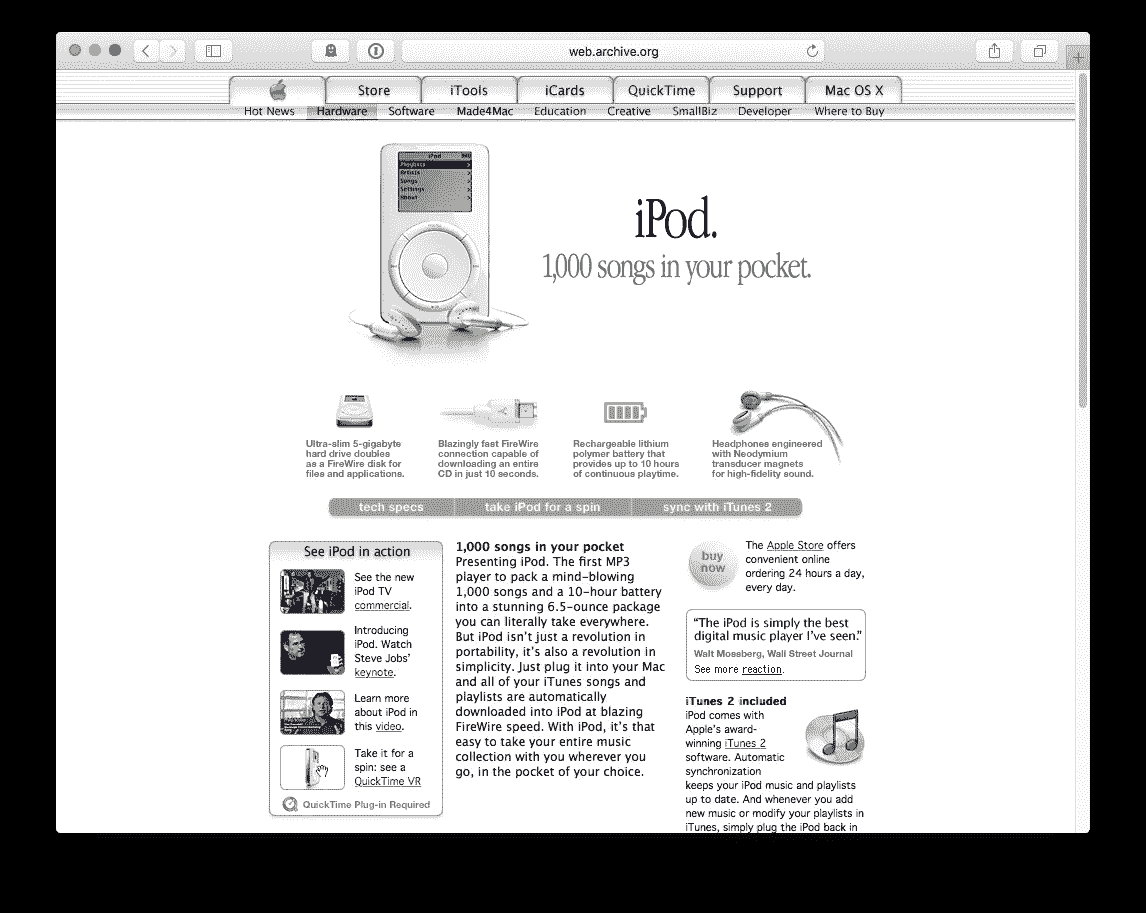 web.archive.org
Store
iTools
iCards
QuickTime
Support
Mac OS X
Hot News
Hardware
Software
Made4Mac
Education
Creative
SmallBiz
Developer
Where to Buy
iPod
Playlists
Artists
Songs
Settings
About
iPod.
1,000 songs in your pocket.
Ultra-slim 5-gigabyte
hard drive doubles
as a FireWire disk for
files and applications.
Blazingly fast FireWire
connection capable of
downloading an entire
CD in just 10 seconds.
Rechargeable lithium
polymer battery that
provides up to 10 hours
of continuous playtime.
Headphones engineered
with Neodymium
transducer magnets
for high-fidelity sound.
tech specs
take iPod for a spin
sync with iTunes 2
See iPod in action
See the new
iPod TV
commercial.
Introducing
iPod. Watch
Steve Jobs'
keynote.
Learn more
about iPod in
this video.
Take it for a
spin: see a
QuickTime VR
QuickTime Plug-in Required
1,000 songs in your pocket
Presenting iPod. The first MP3
player to pack a mind-blowing
1,000 songs and a 10-hour battery
into a stunning 6.5-ounce package
you can literally take everywhere.
But iPod isn't just a revolution in
portability, it's also a revolution in
simplicity. Just plug it into your Mac
and all of your iTunes songs and
playlists are automatically
downloaded into iPod at blazing
FireWire speed. With iPod, it's that
easy to take your entire music
collection with you wherever you
go, in the pocket of your choice.
buy
now
The Apple Store offers
convenient online
ordering 24 hours a day,
every day.
“The iPod is simply the best
digital music player I've seen.”
Walt Mossberg, Wall Street Journal
See more reaction.
iTunes 2 included
iPod comes with
Apple's award-
winning iTunes 2
software. Automatic
synchronization
keeps your iPod music and playlists
up to date. And whenever you add
new music or modify your playlists in
iTunes, simply plug the iPod back in